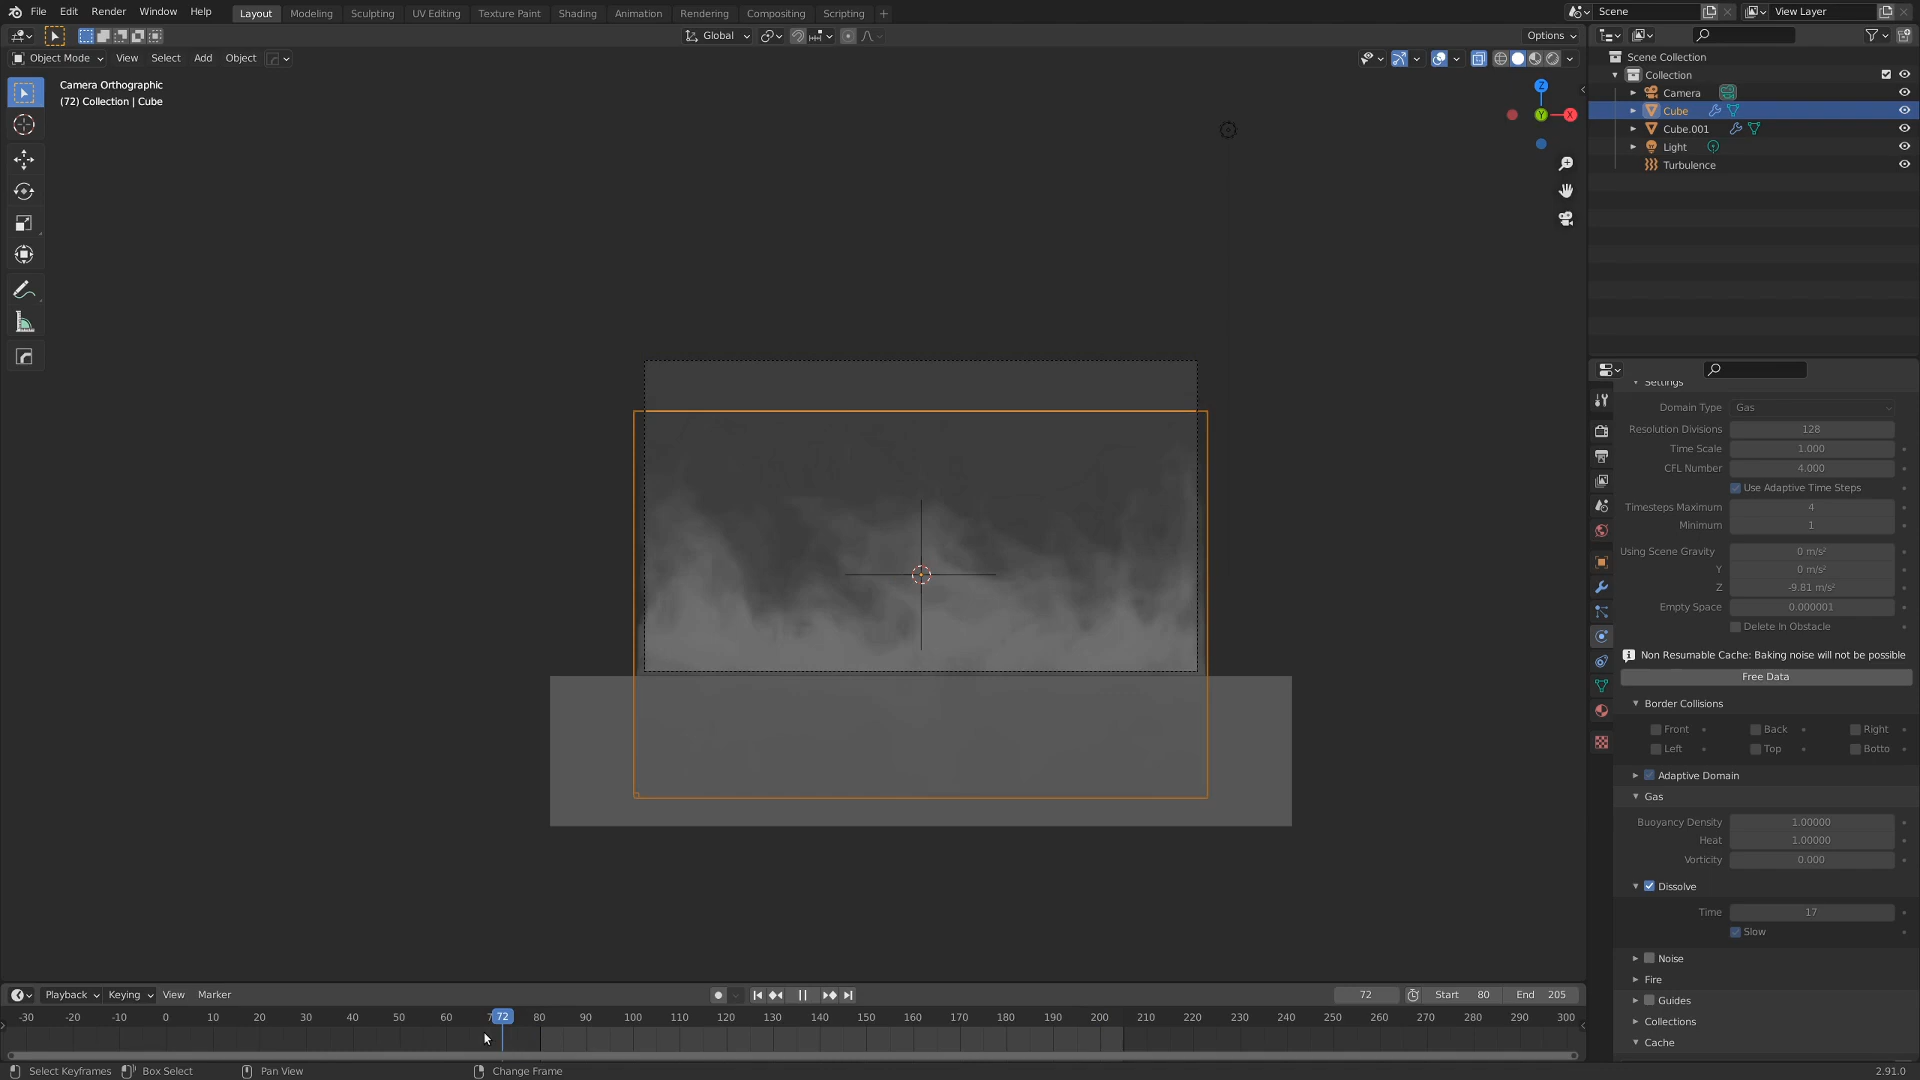 File Edit Render Window Help Layout Modeling Sculpting UV Editing Texture Paint Shading Animation Rendering Compositing Scripting + Scene View Layer
Global Options
Object Mode View Select Add Object
Camera Orthographic
(72) Collection | Cube
Z
Y X
Scene Collection
Collection
Camera
Cube
Cube.001
Light
Turbulence
Settings
Domain Type Gas
Resolution Divisions 128
Time Scale 1.000
CFL Number 4.000
Use Adaptive Time Steps
Timesteps Maximum 4
Minimum 1
Using Scene Gravity 0 m/s²
Y 0 m/s²
Z -9.81 m/s²
Empty Space 0.000001
Delete In Obstacle
Non Resumable Cache: Baking noise will not be possible
Free Data
Border Collisions
Front Back Right
Left Top Botto
Adaptive Domain
Gas
Buoyancy Density 1.00000
Heat 1.00000
Vorticity 0.000
Dissolve
Time 17
Slow
Noise
Fire
Guides
Collections
Cache
Playback Keying View Marker 72 Start 80 End 205
-30 -20 -10 0 10 20 30 40 50 60 72 80 90 100 110 120 130 140 150 160 170 180 190 200 210 220 230 240 250 260 270 280 290 300
Select Keyframes Box Select Pan View Change Frame 2.91.0